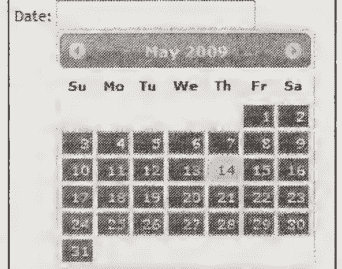 Date:
May 2009
Su Mo Tu We Th Fr Sa
1 2
3 4 5 6 7 8 9
10 11 12 13 14 15 16
17 18 19 20 21 22 23
24 25 26 27 28 29 30
31